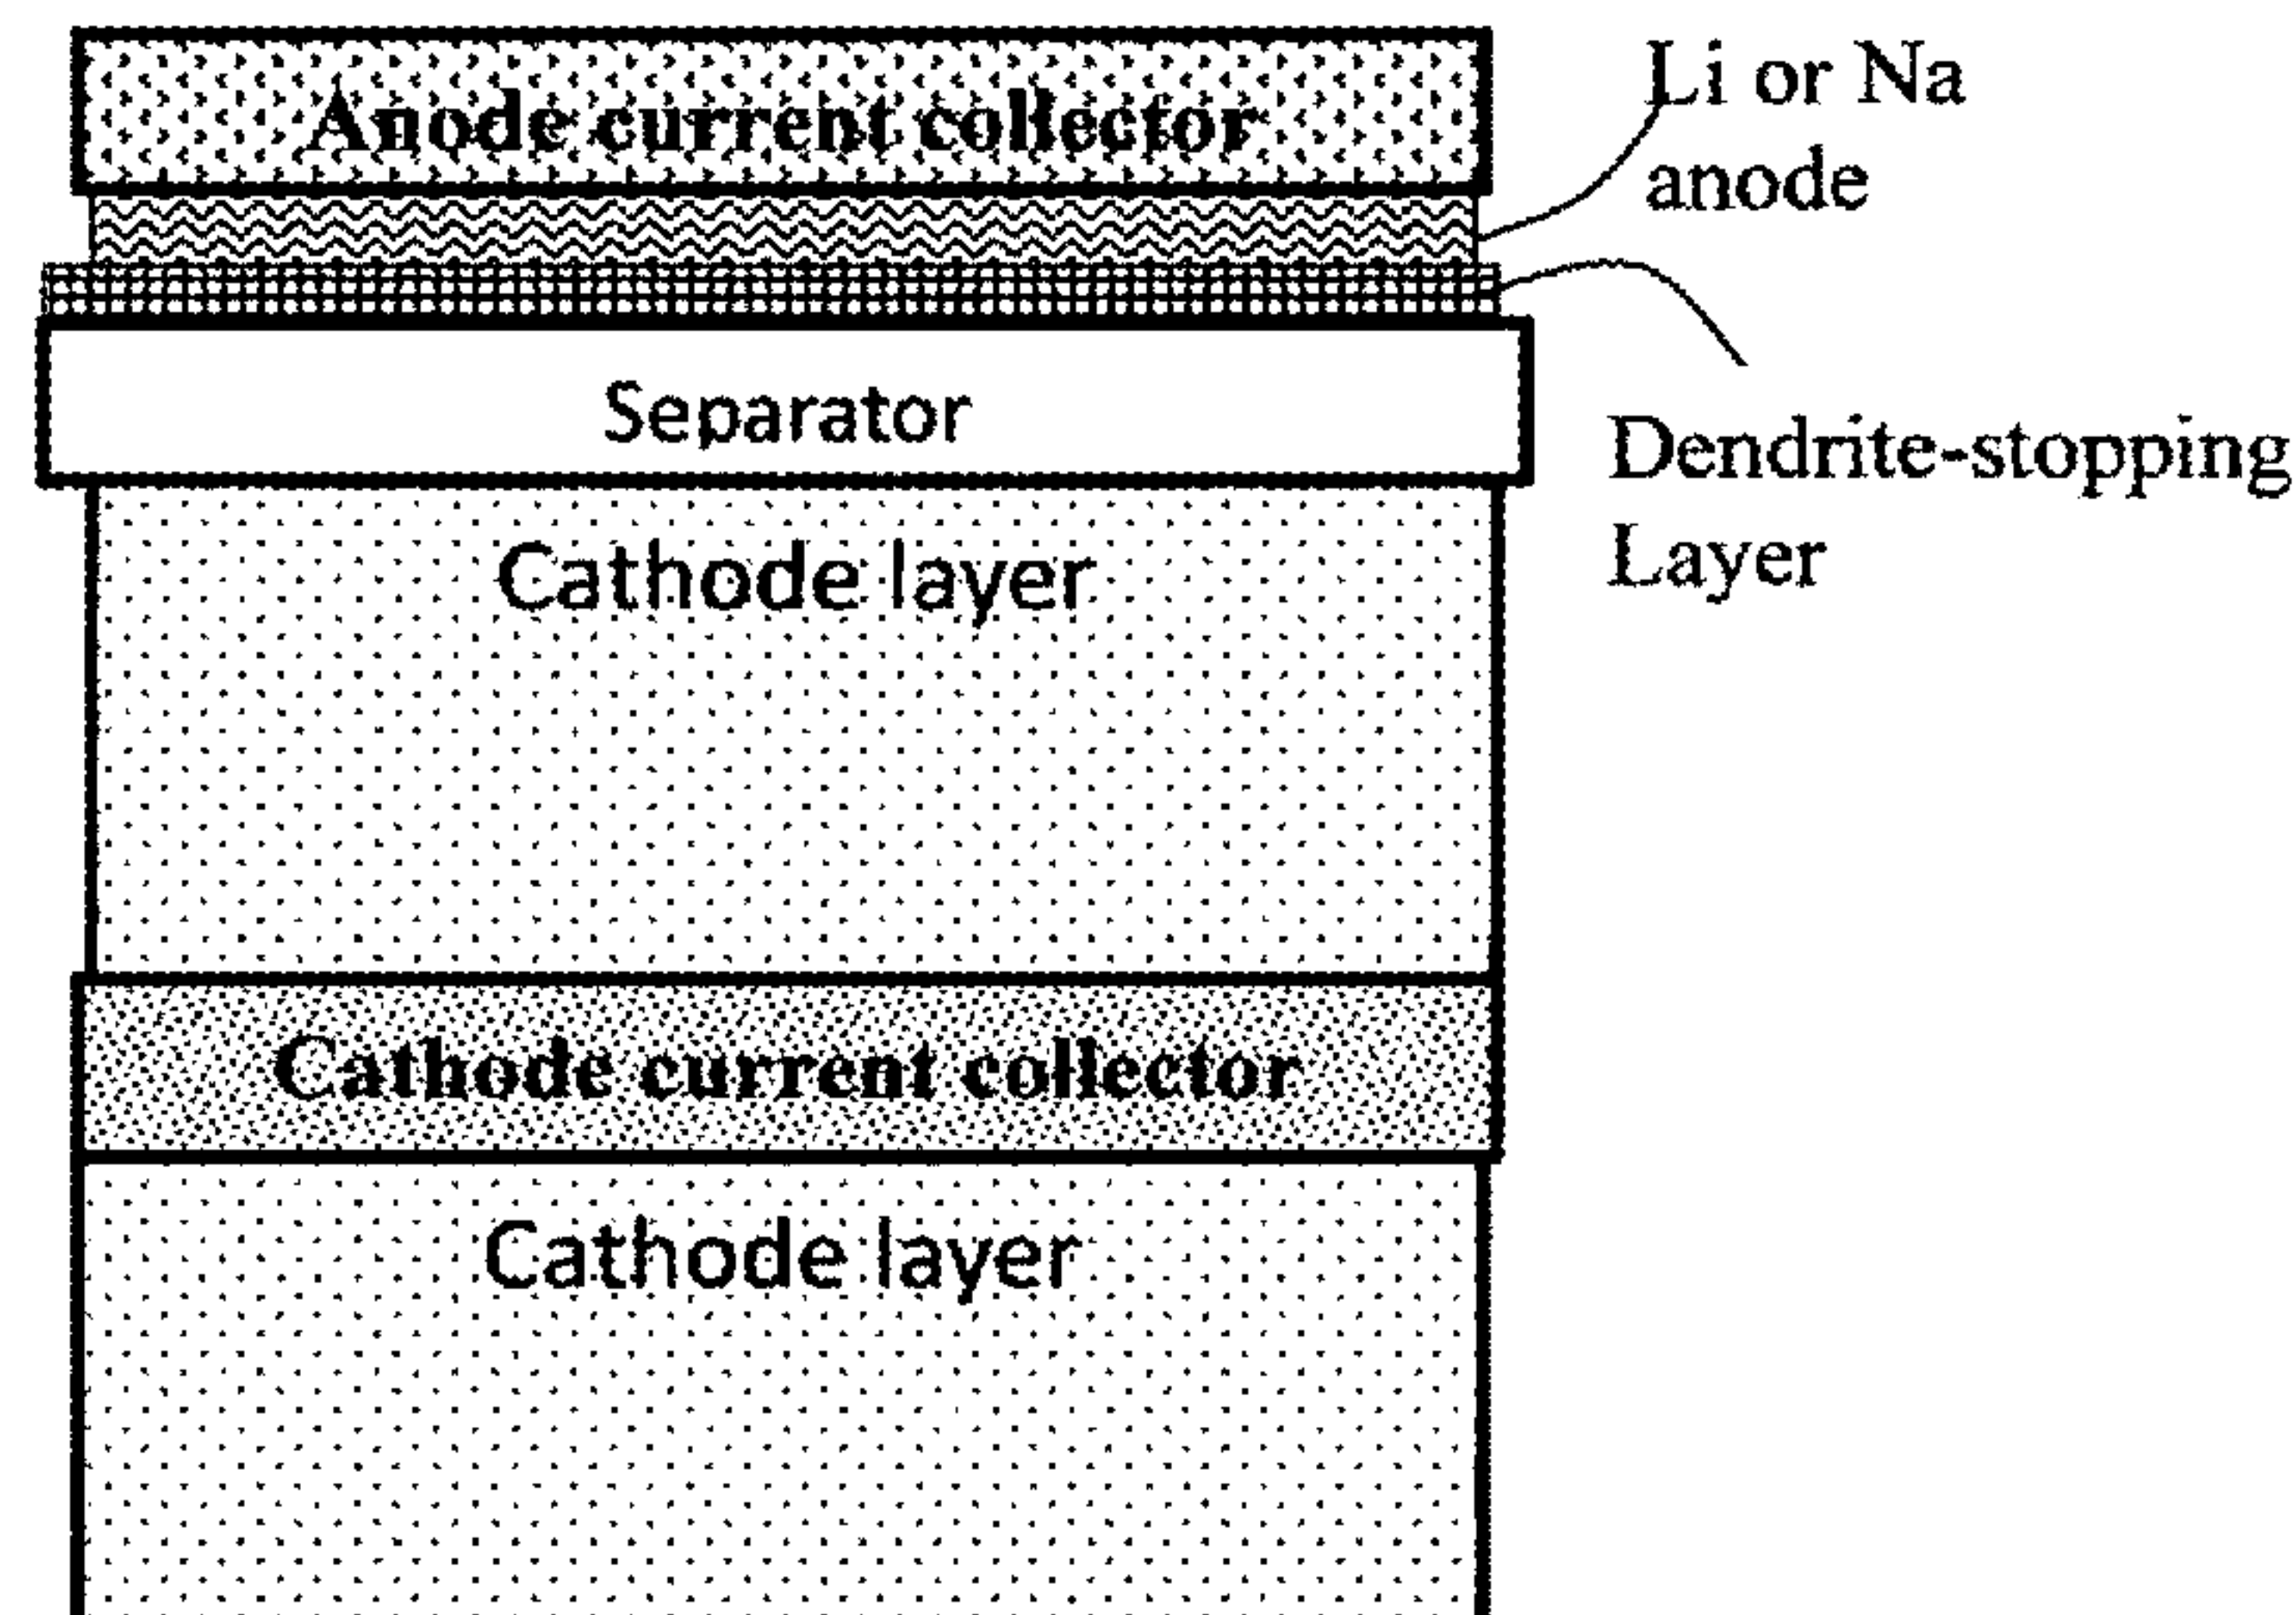 Anode current collector
Li or Na
anode
Separator
Dendrite-stopping
Layer
Cathode layer
Cathode current collector
Cathode layer